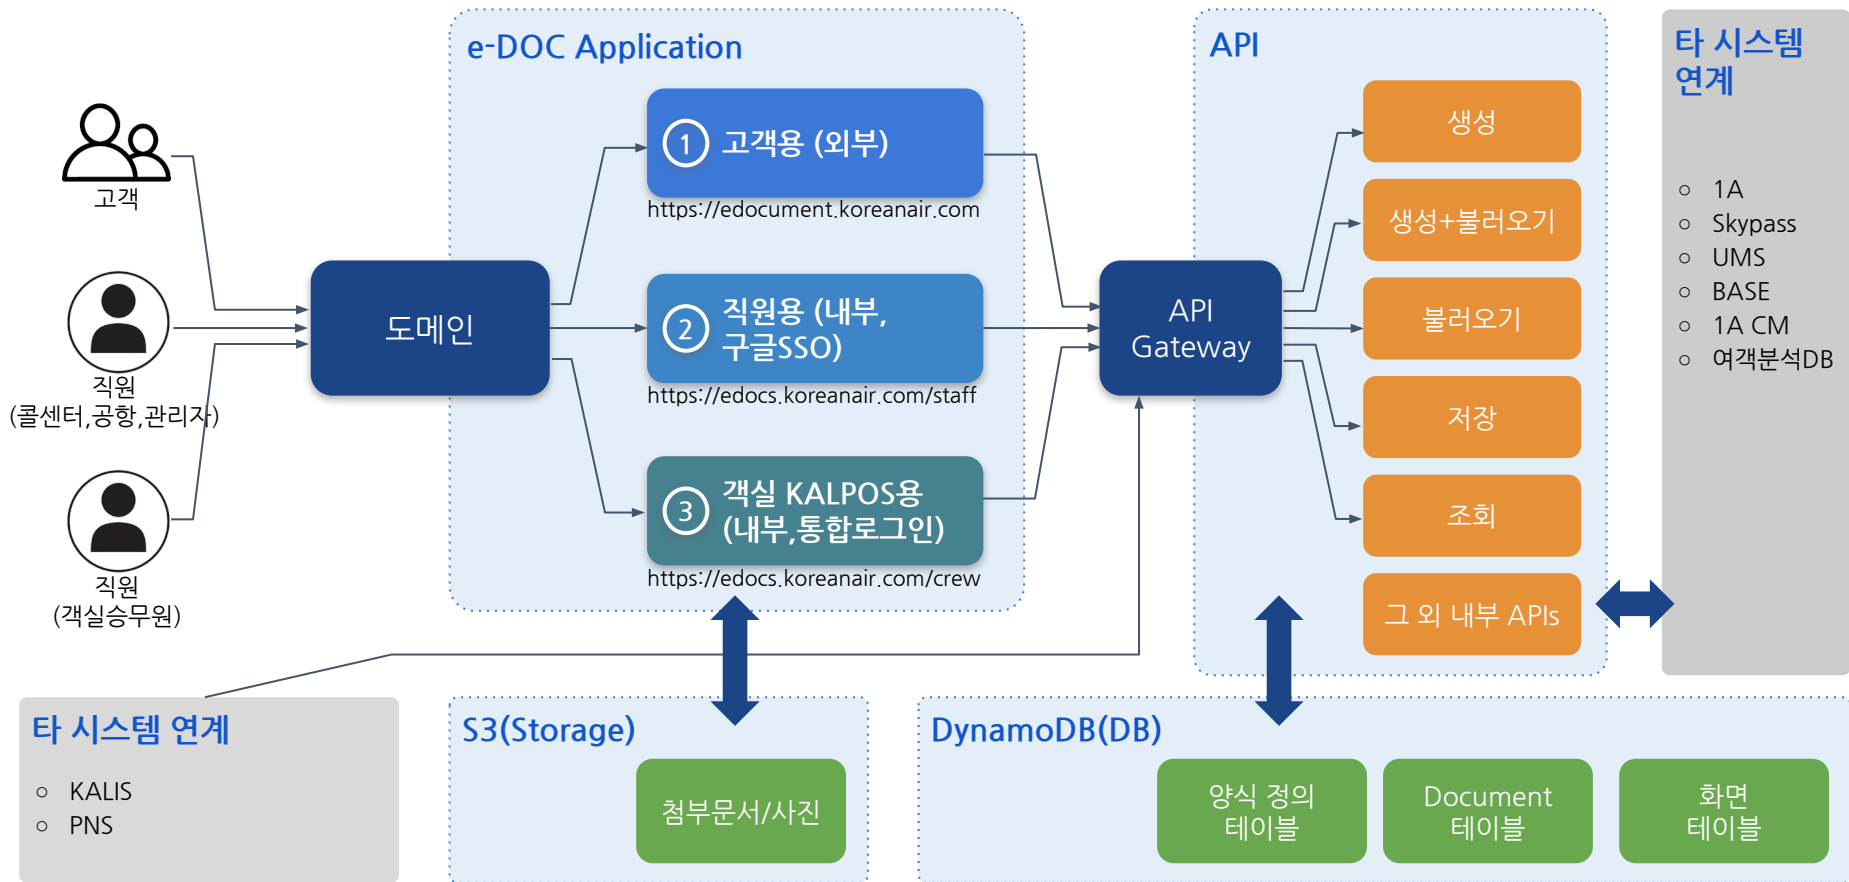 e-DOC Application
API
타 시스템
연계
고객
직원
(콜센터,공항,관리자)
직원
(객실승무원)
도메인
1
고객용 (외부)
https://edocument.koreanair.com
2
직원용 (내부,
구글SSO)
https://edocs.koreanair.com/staff
3
객실 KALPOS용
(내부,통합로그인)
https://edocs.koreanair.com/crew
API
Gateway
생성
생성+불러오기
불러오기
저장
조회
그 외 내부 APIs
○ 1A
○ Skypass
○ UMS
○ BASE
○ 1A CM
○ 여객분석DB
타 시스템 연계
○ KALIS
○ PNS
S3(Storage)
첨부문서/사진
DynamoDB(DB)
양식 정의
테이블
Document
테이블
화면
테이블